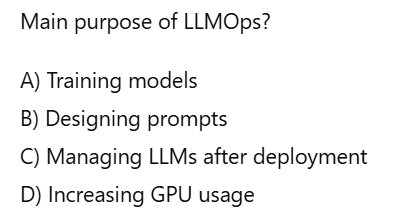 Main purpose of LLMOps?
A) Training models
B) Designing prompts
C) Managing LLMs after deployment
D) Increasing GPU usage